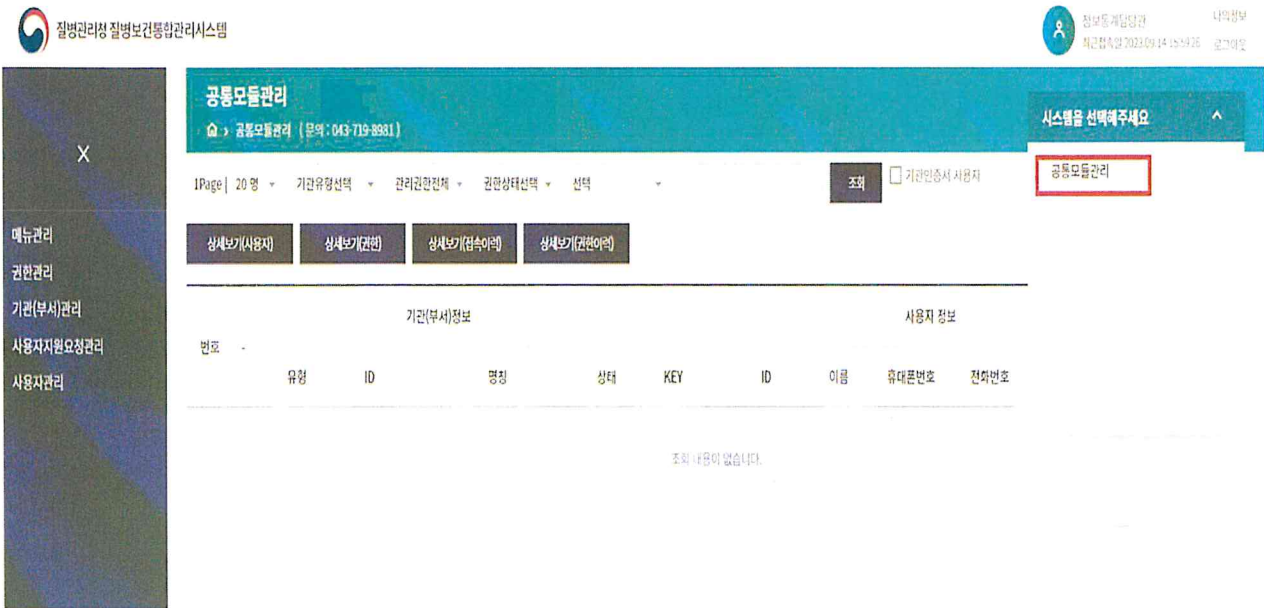 질병관리청 질병보건통합관리시스템
정보통계담당관
나의정보
최근접속일 2023.09.14
로그아웃
공통모듈관리
공통모듈관리 (문의 : 043-719-8981)
시스템을 선택해주세요
공통모듈관리
X
메뉴관리
권한관리
기관(부서)관리
사용자지원요청관리
사용자관리
1Page | 20 명 기관유형선택 관리권한전체 권한상태선택 선택 조회 기관인증서 사용자
상세보기(사용자) 상세보기(권한) 상세보기(접속이력) 상세보기(권한이력)
기관(부서)정보 사용자 정보
번호 -
유형 ID 명칭 상태 KEY ID 이름 휴대폰번호 전화번호
조회 내용이 없습니다.